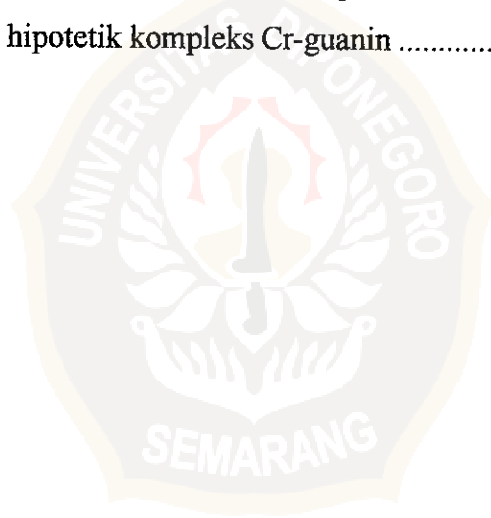 hipotetik kompleks Cr-guanin ............
UNIVERSITAS DIPONEGORO
SEMARANG